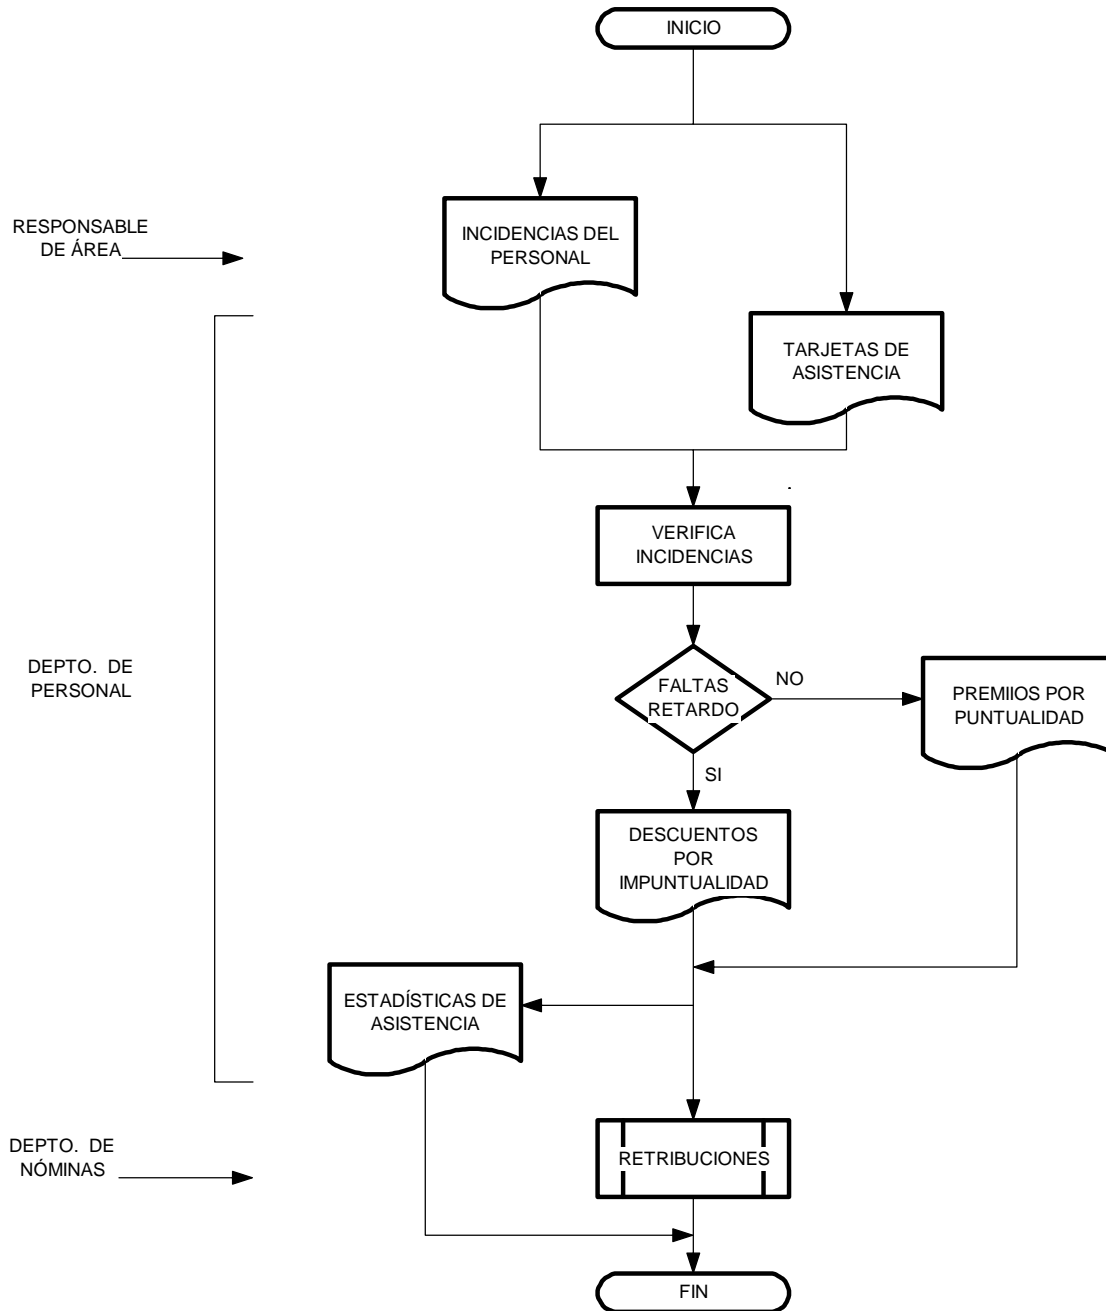 INICIO
RESPONSABLE
DE ÁREA
INCIDENCIAS DEL
PERSONAL
TARJETAS DE
ASISTENCIA
VERIFICA
INCIDENCIAS
DEPTO. DE
PERSONAL
FALTAS
RETARDO
NO
PREMIIOS POR
PUNTUALIDAD
SI
DESCUENTOS
POR
IMPUNTUALIDAD
ESTADÍSTICAS DE
ASISTENCIA
DEPTO. DE
NÓMINAS
RETRIBUCIONES
FIN